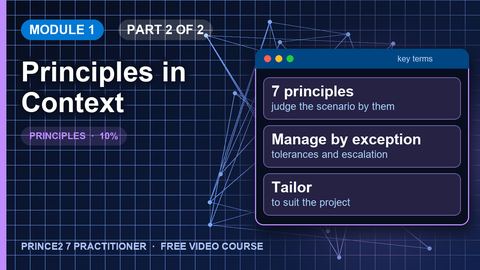 MODULE 1
PART 2 OF 2
Principles in
Context
PRINCIPLES · 10%
key terms
7 principles
judge the scenario by them
Manage by exception
tolerances and escalation
Tailor
to suit the project
PRINCE2 7 PRACTITIONER · FREE VIDEO COURSE